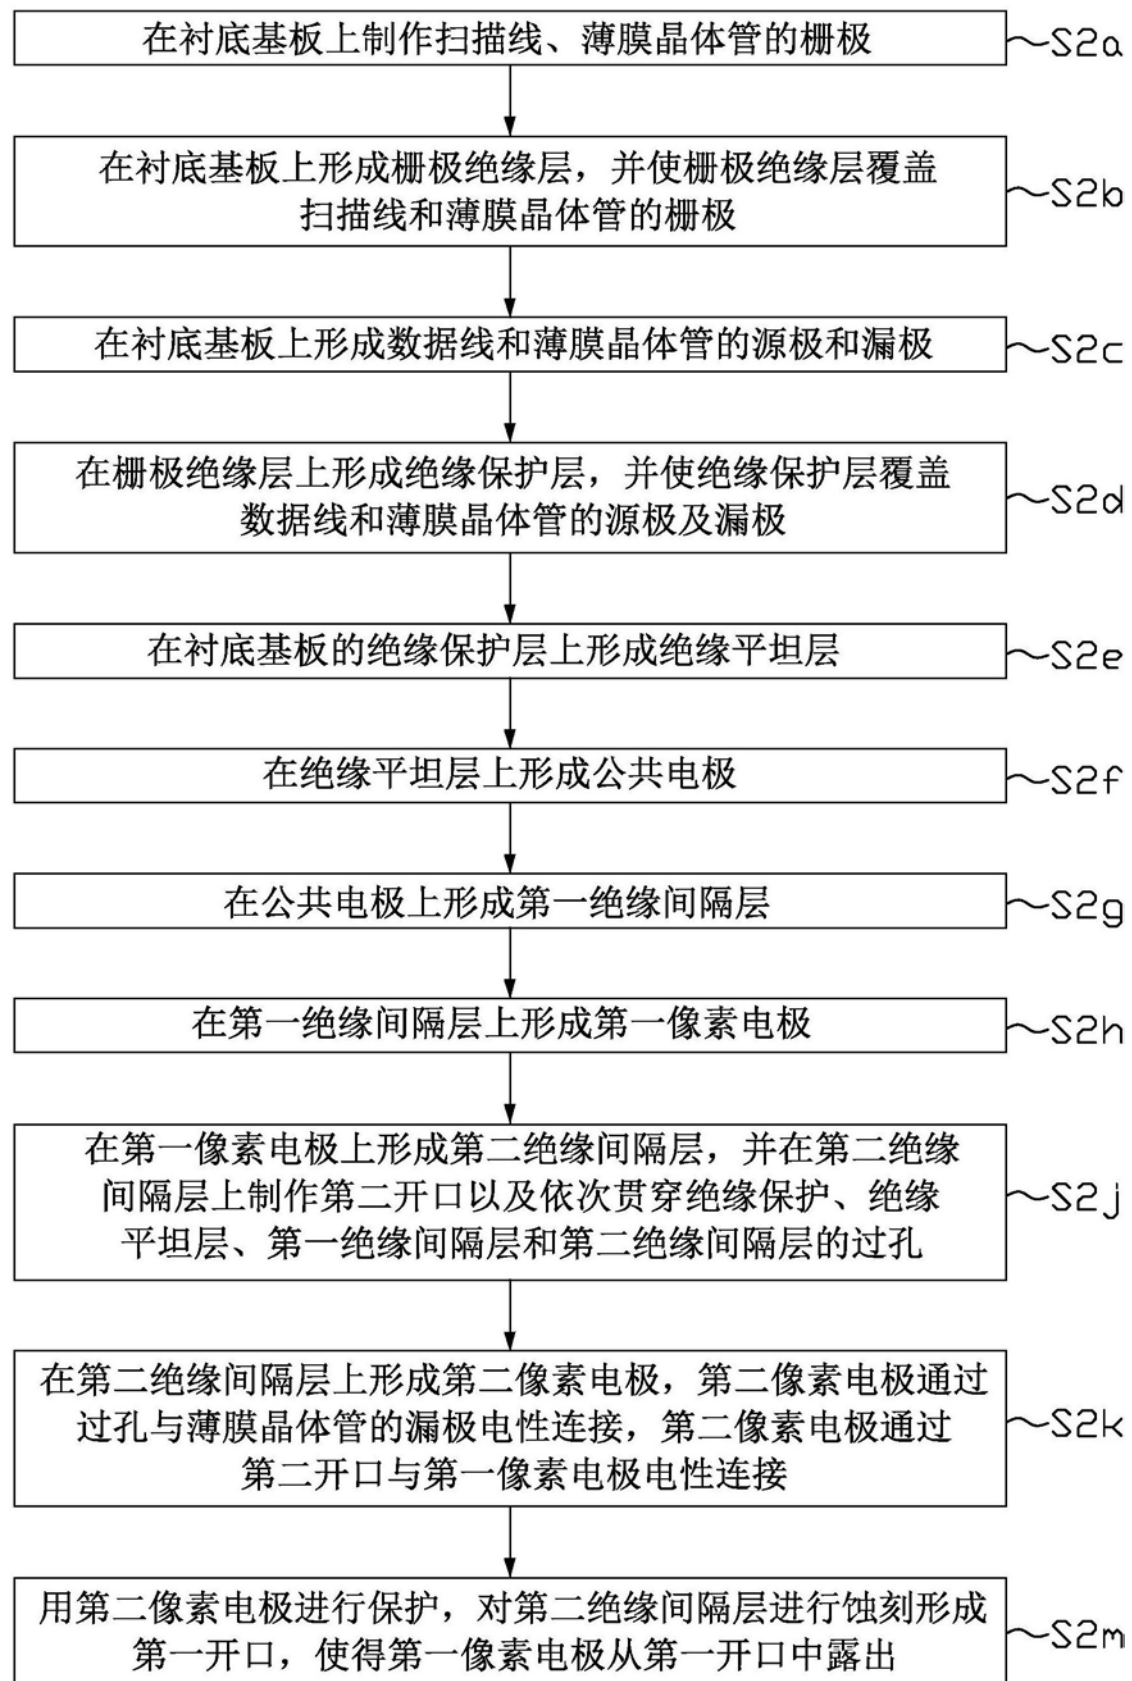 在衬底基板上制作扫描线、薄膜晶体管的栅极
S2a
在衬底基板上形成栅极绝缘层，并使栅极绝缘层覆盖
扫描线和薄膜晶体管的栅极
S2b
在衬底基板上形成数据线和薄膜晶体管的源极和漏极
S2c
在栅极绝缘层上形成绝缘保护层，并使绝缘保护层覆盖
数据线和薄膜晶体管的源极及漏极
S2d
在衬底基板的绝缘保护层上形成绝缘平坦层
S2e
在绝缘平坦层上形成公共电极
S2f
在公共电极上形成第一绝缘间隔层
S2g
在第一绝缘间隔层上形成第一像素电极
S2h
在第一像素电极上形成第二绝缘间隔层，并在第二绝缘
间隔层上制作第二开口以及依次贯穿绝缘保护、绝缘
平坦层、第一绝缘间隔层和第二绝缘间隔层的过孔
S2j
在第二绝缘间隔层上形成第二像素电极，第二像素电极通过
过孔与薄膜晶体管的漏极电性连接，第二像素电极通过
第二开口与第一像素电极电性连接
S2k
用第二像素电极进行保护，对第二绝缘间隔层进行蚀刻形成
第一开口，使得第一像素电极从第一开口中露出
S2m